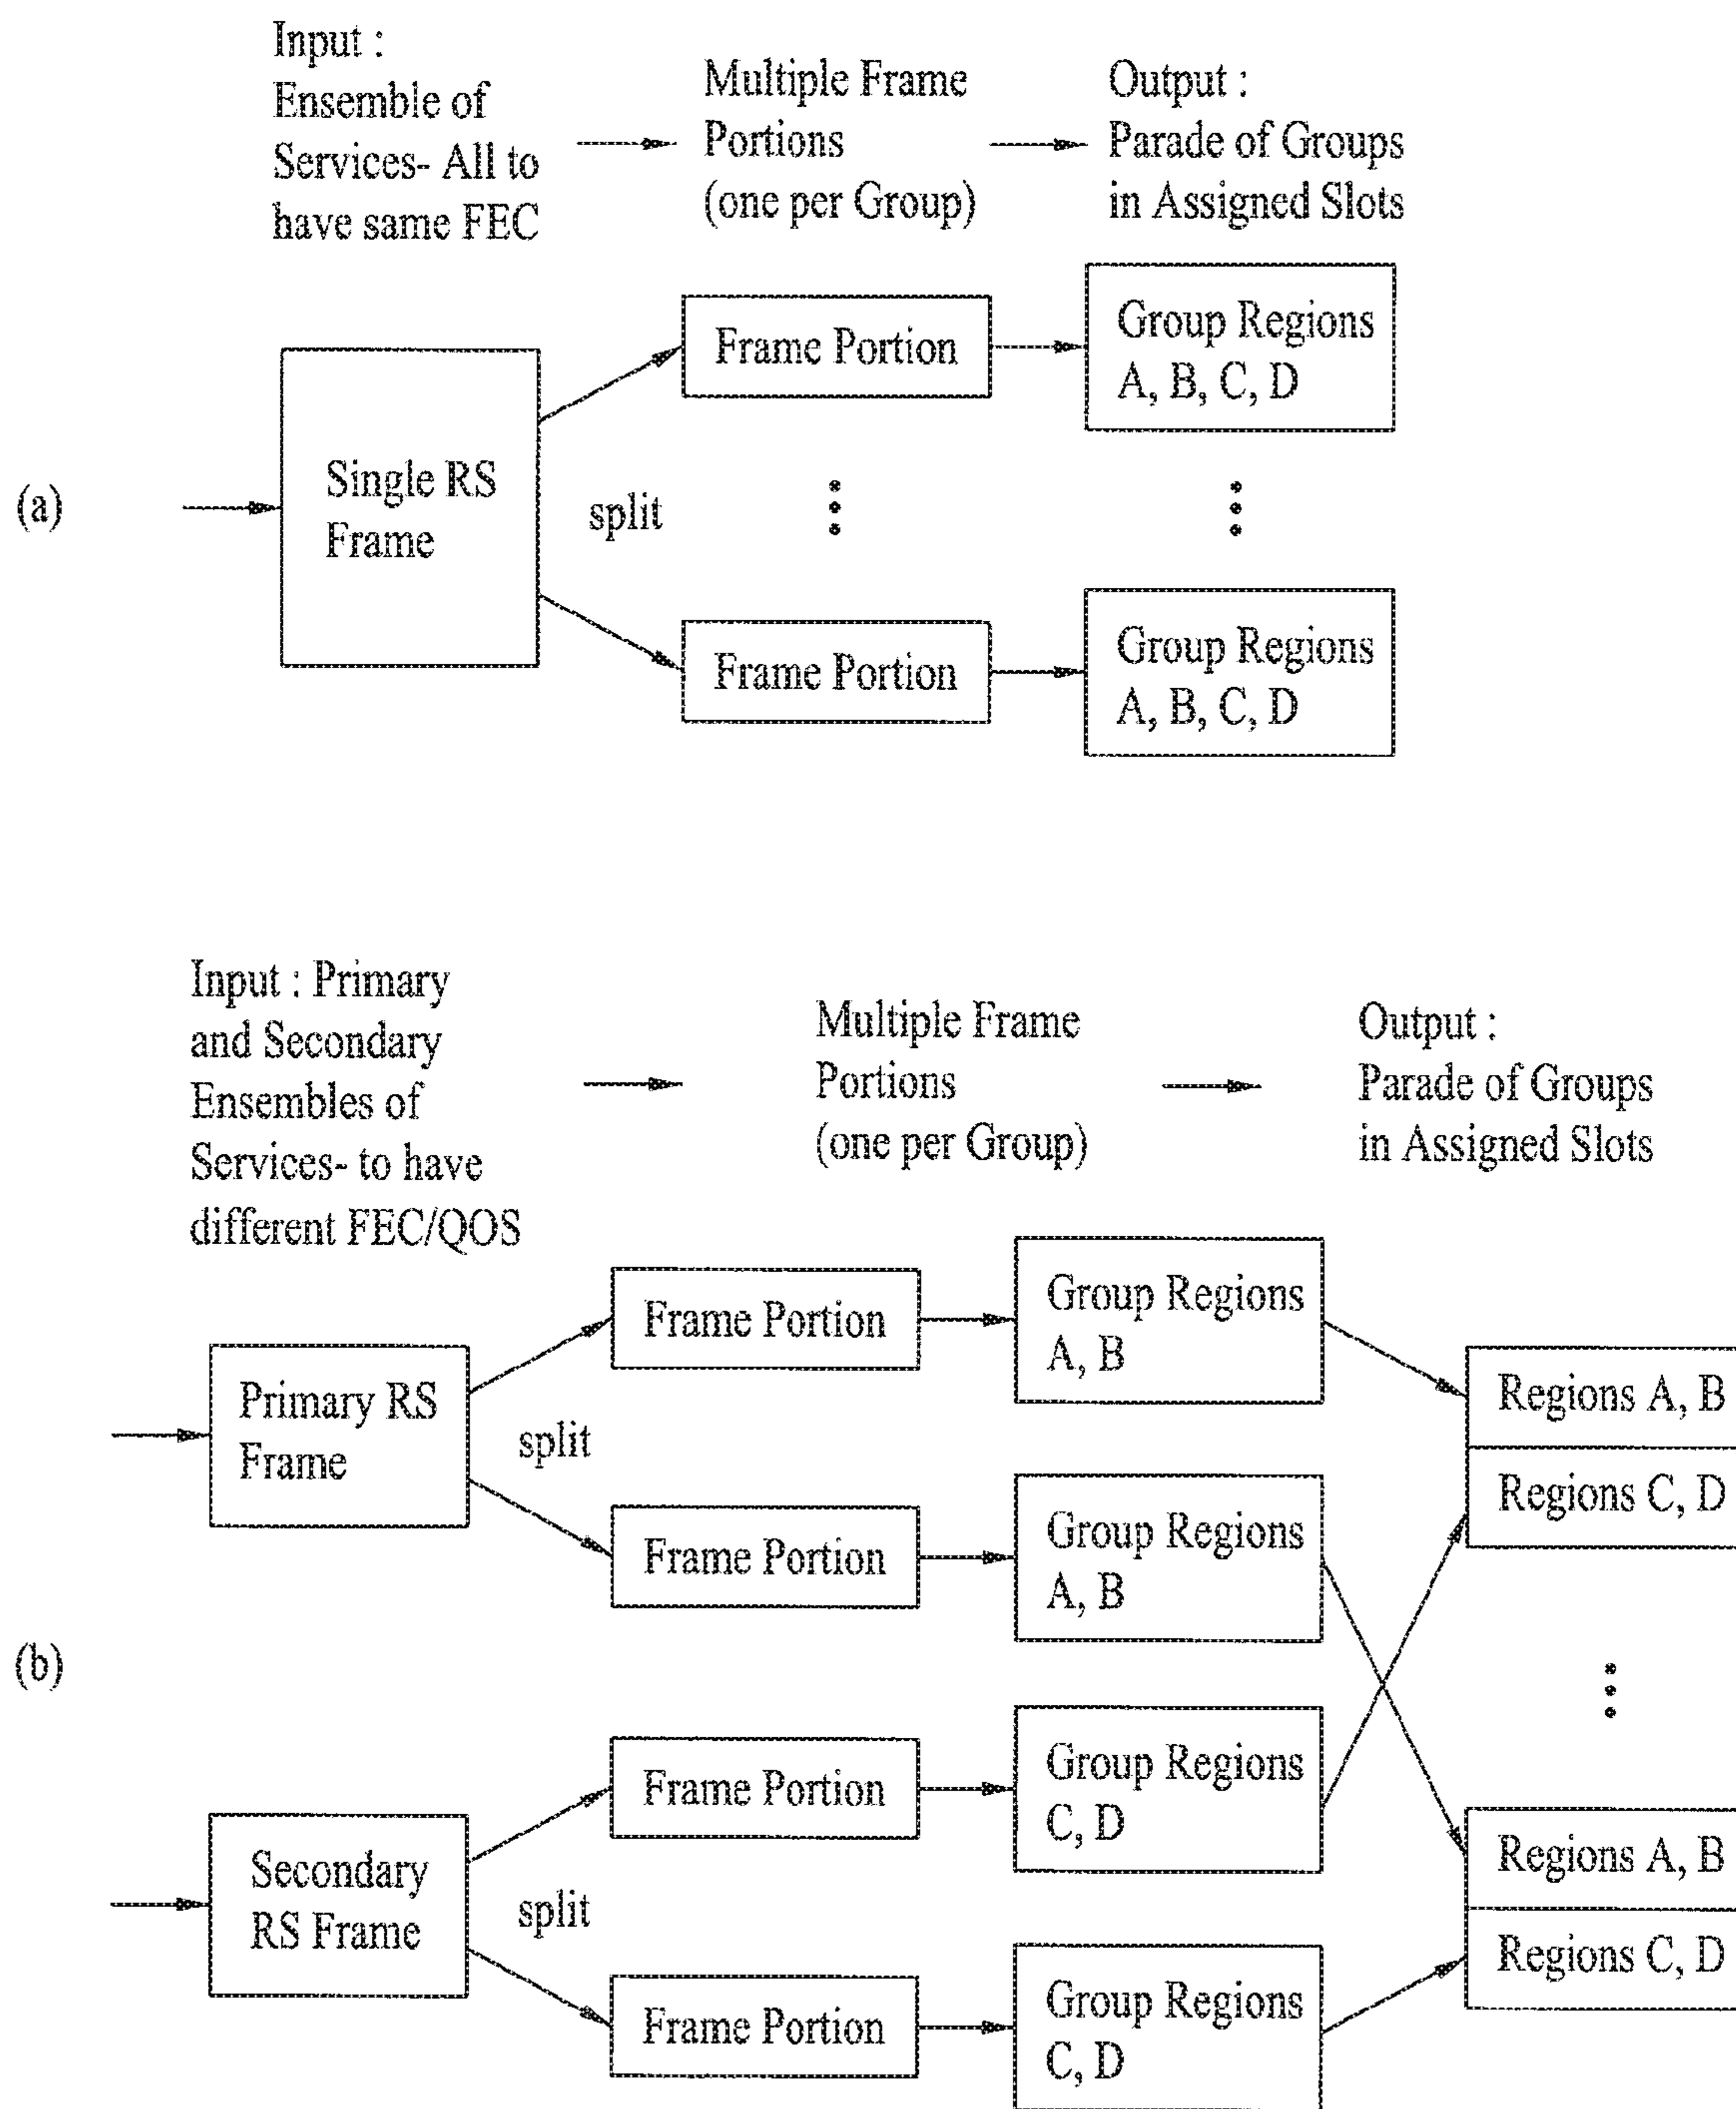 Input :
Ensemble of
Services- All to
have same FEC
Multiple Frame
Portions
(one per Group)
Output :
Parade of Groups
in Assigned Slots
(a)
Single RS
Frame
split
Frame Portion
Group Regions
A, B, C, D
Frame Portion
Group Regions
A, B, C, D
Input : Primary
and Secondary
Ensembles of
Services- to have
different FEC/QOS
Multiple Frame
Portions
(one per Group)
Output :
Parade of Groups
in Assigned Slots
(b)
Primary RS
Frame
split
Frame Portion
Group Regions
A, B
Frame Portion
Group Regions
A, B
Secondary
RS Frame
split
Frame Portion
Group Regions
C, D
Frame Portion
Group Regions
C, D
Regions A, B
Regions C, D
Regions A, B
Regions C, D